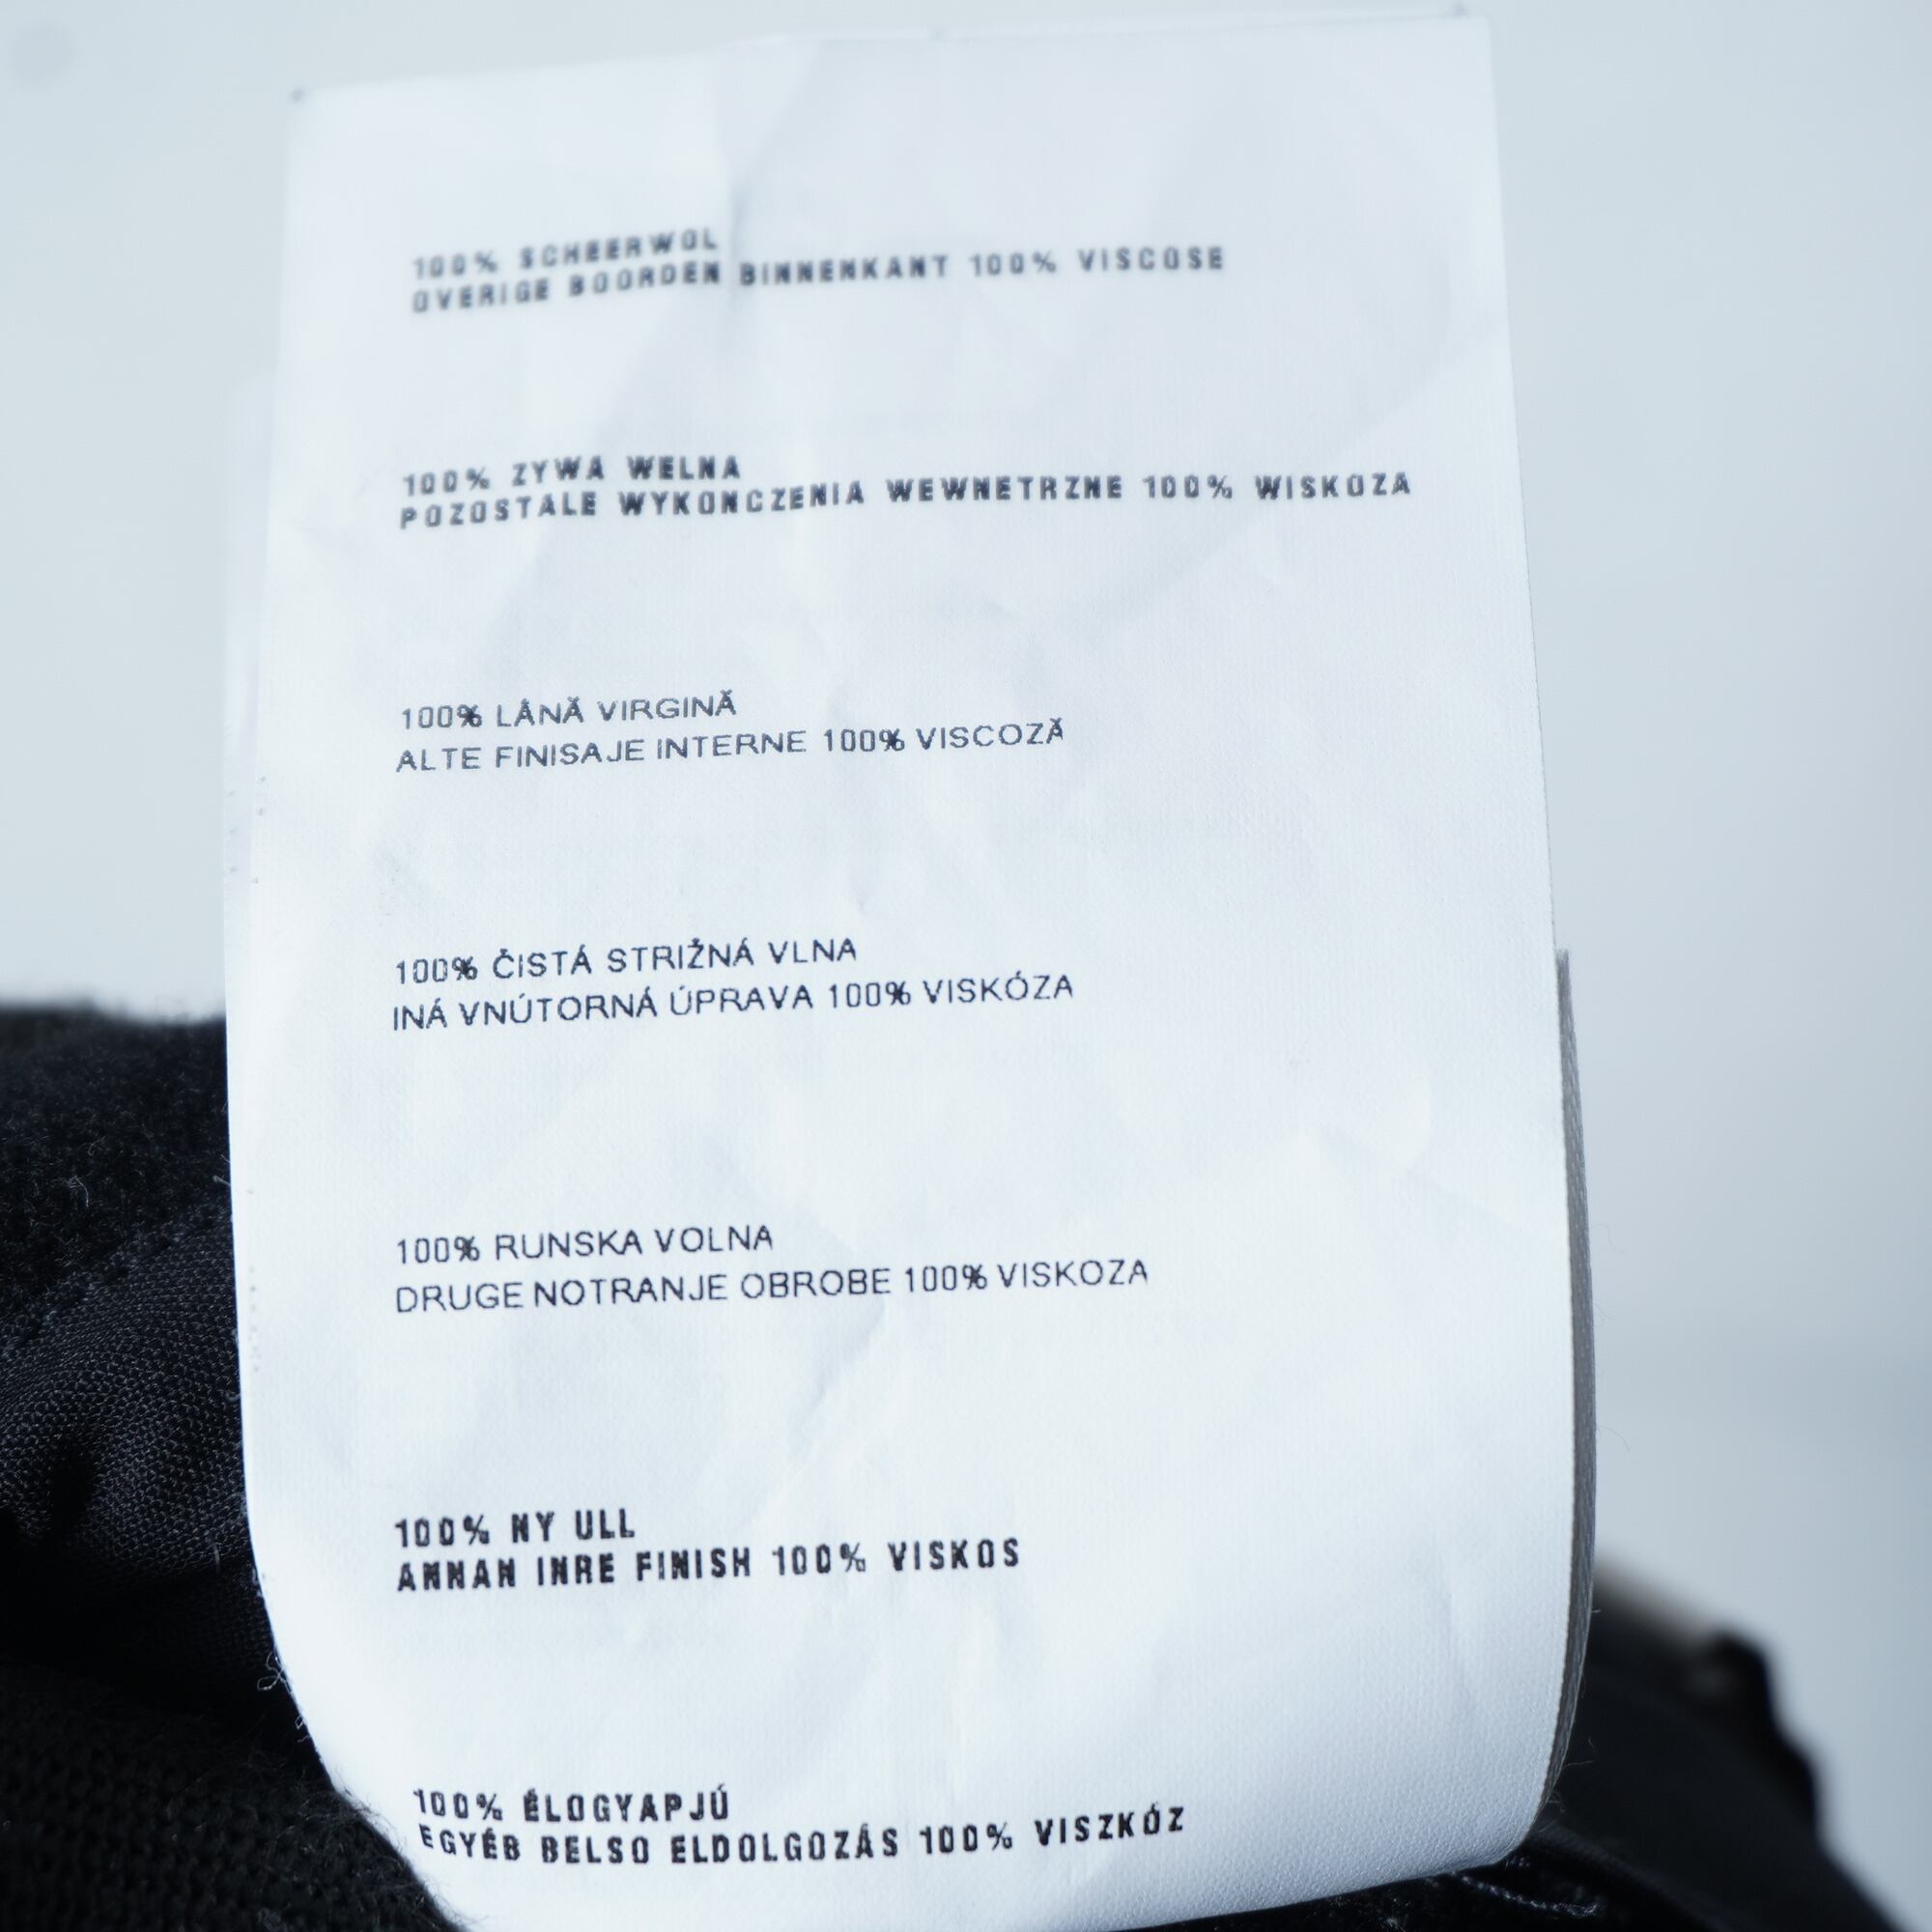 100% SCHEERWOL
OVERIGE BOORDEN BINNENKANT 100% VISCOSE
100% ZYWA WELNA
POZOSTALE WYKONCZENIA WEWNETRZNE 100% WISKOZA
100% LÂNĂ VIRGINĂ
ALTE FINISAJE INTERNE 100% VISCOZĂ
100% ČISTÁ STRIŽNÁ VLNA
INÁ VNÚTORNÁ ÚPRAVA 100% VISKÓZA
100% RUNSKA VOLNA
DRUGE NOTRANJE OBROBE 100% VISKOZA
100% NY ULL
ANNAN INRE FINISH 100% VISKOS
100% ÉLOGYAPJÚ
EGYÉB BELSO ELDOLGOZÁS 100% VISZKÓZ